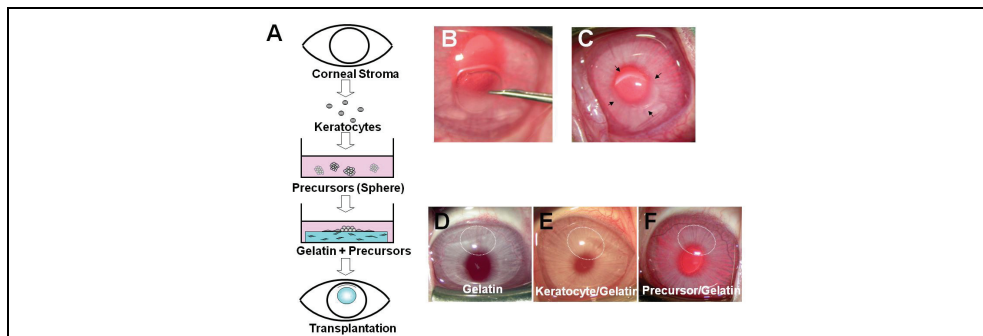 A
Corneal Stroma
Keratocytes
Precursors (Sphere)
Gelatin + Precursors
Transplantation
B
C
D
Gelatin
E
Keratocyte/Gelatin
F
Precursor/Gelatin